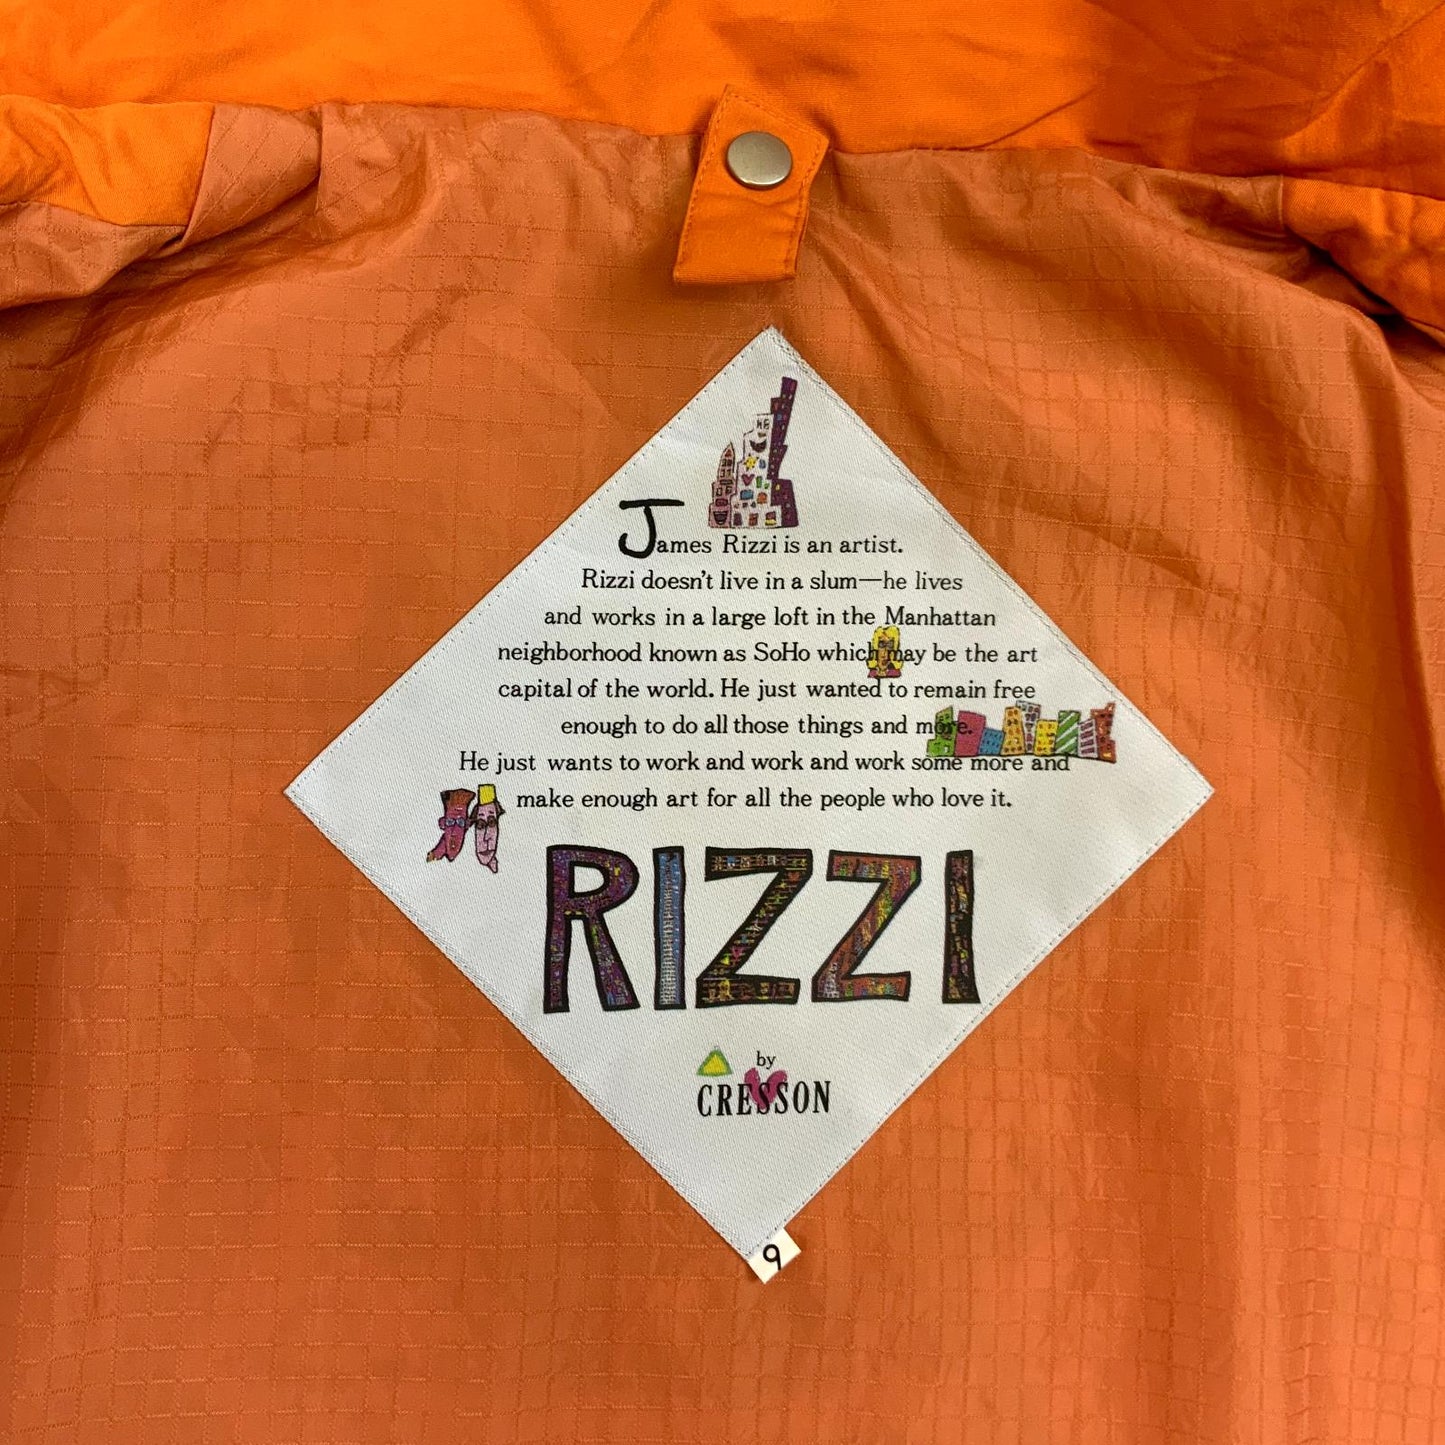 James Rizzi is an artist.
Rizzi doesn't live in a slum—he lives
and works in a large loft in the Manhattan
neighborhood known as SoHo which may be the art
capital of the world. He just wanted to remain free
enough to do all those things and more.
He just wants to work and work and work some more and
make enough art for all the people who love it.
RIZZI
by
CRESSON
9